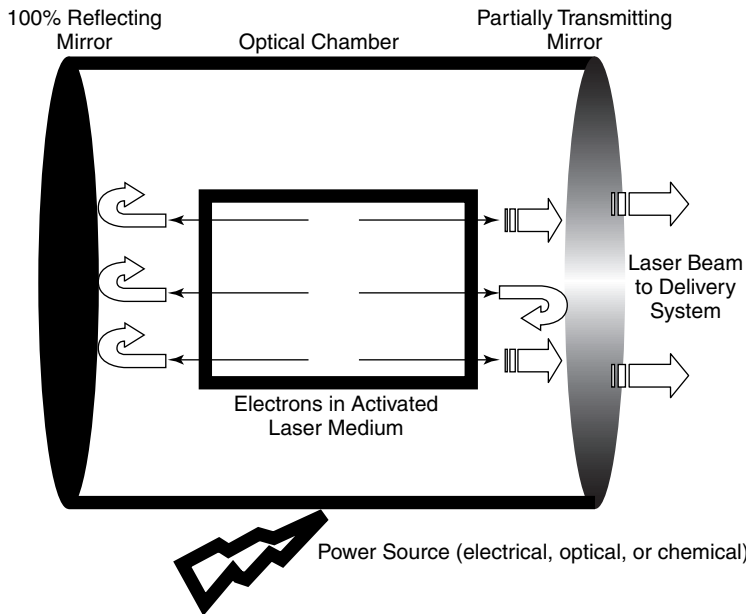 100% Reflecting
Mirror
Optical Chamber
Partially Transmitting
Mirror
Laser Beam
to Delivery
System
Electrons in Activated
Laser Medium
Power Source (electrical, optical, or chemical)